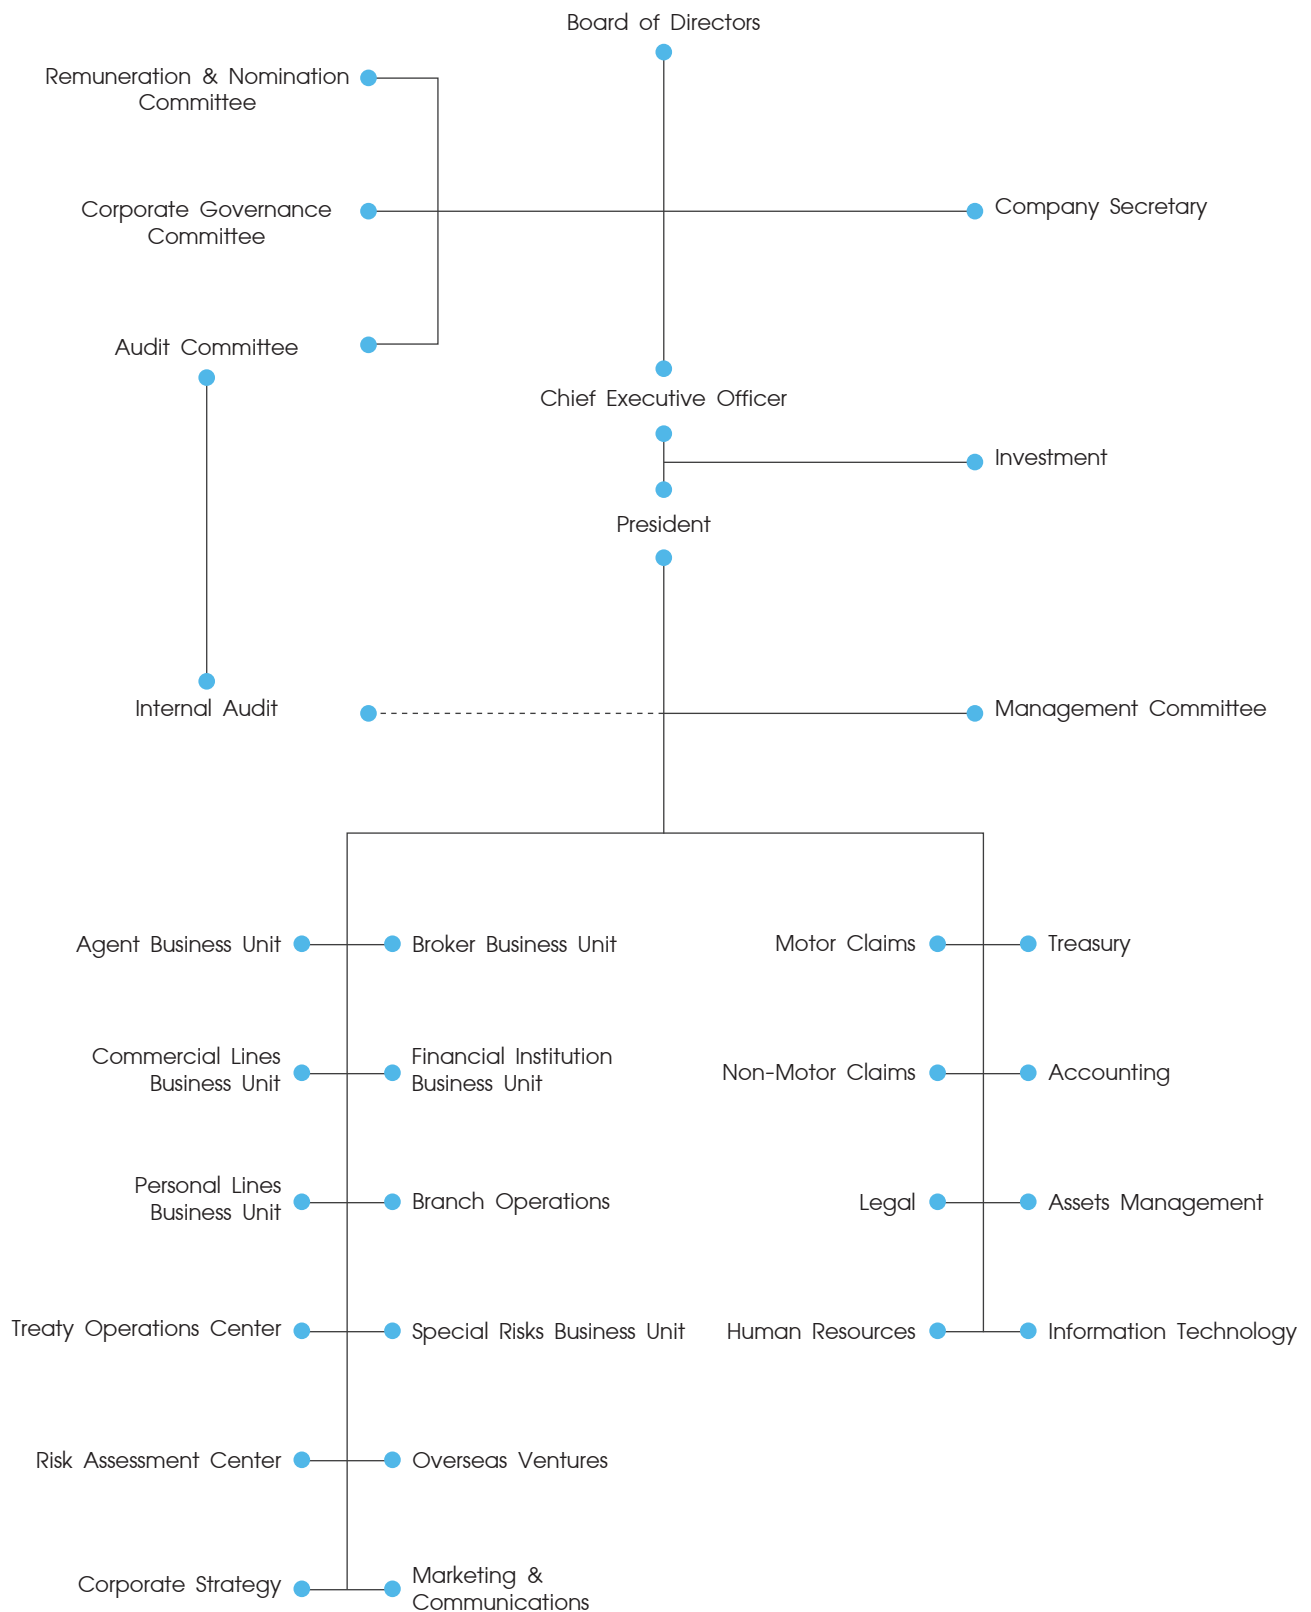 Board of Directors
Remuneration & Nomination
Committee
Corporate Governance
Committee
Company Secretary
Audit Committee
Chief Executive Officer
Investment
President
Internal Audit
Management Committee
Agent Business Unit
Broker Business Unit
Motor Claims
Treasury
Commercial Lines
Business Unit
Financial Institution
Business Unit
Non-Motor Claims
Accounting
Personal Lines
Business Unit
Branch Operations
Legal
Assets Management
Treaty Operations Center
Special Risks Business Unit
Human Resources
Information Technology
Risk Assessment Center
Overseas Ventures
Corporate Strategy
Marketing &
Communications